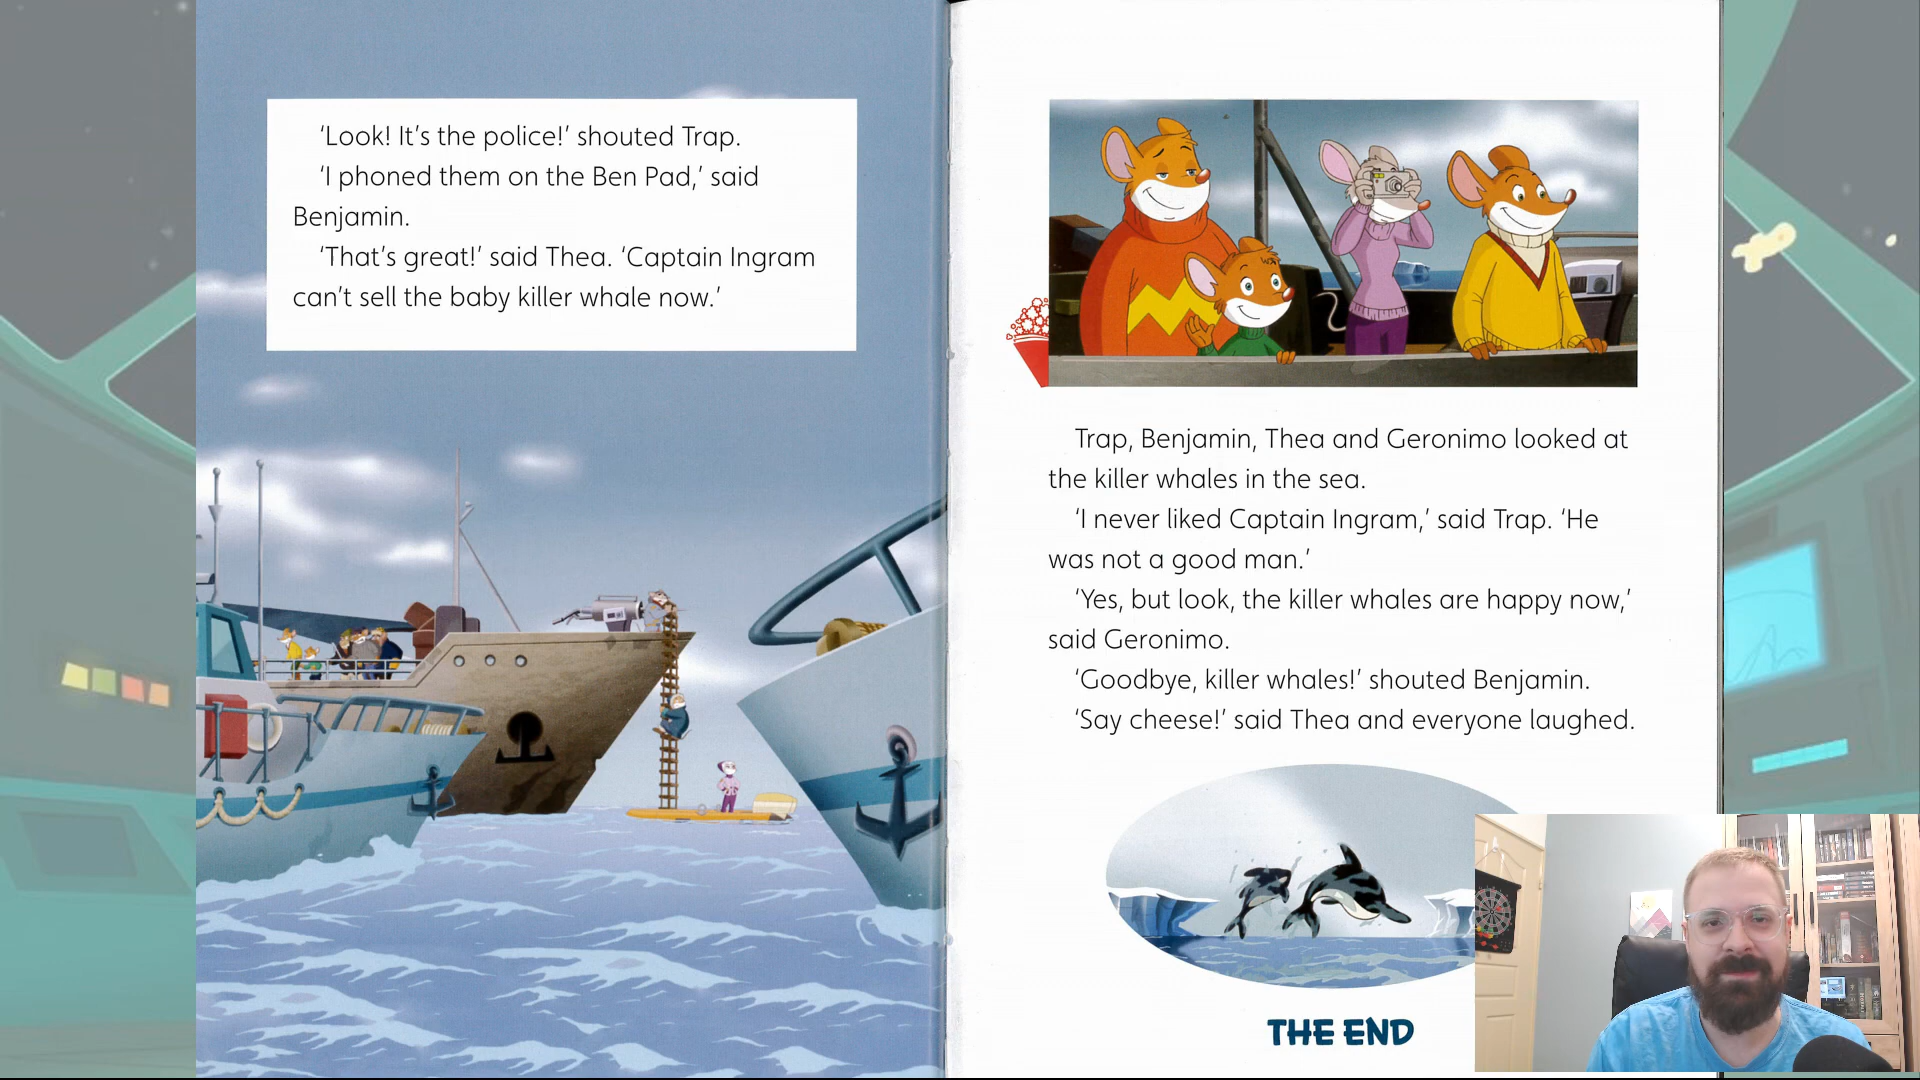 ‘Look! It’s the police!’ shouted Trap.
‘I phoned them on the Ben Pad,’ said
Benjamin.
‘That’s great!’ said Thea. ‘Captain Ingram
can’t sell the baby killer whale now.’
Trap, Benjamin, Thea and Geronimo looked at
the killer whales in the sea.
‘I never liked Captain Ingram,’ said Trap. ‘He
was not a good man.’
‘Yes, but look, the killer whales are happy now,’
said Geronimo.
‘Goodbye, killer whales!’ shouted Benjamin.
‘Say cheese!’ said Thea and everyone laughed.
THE END